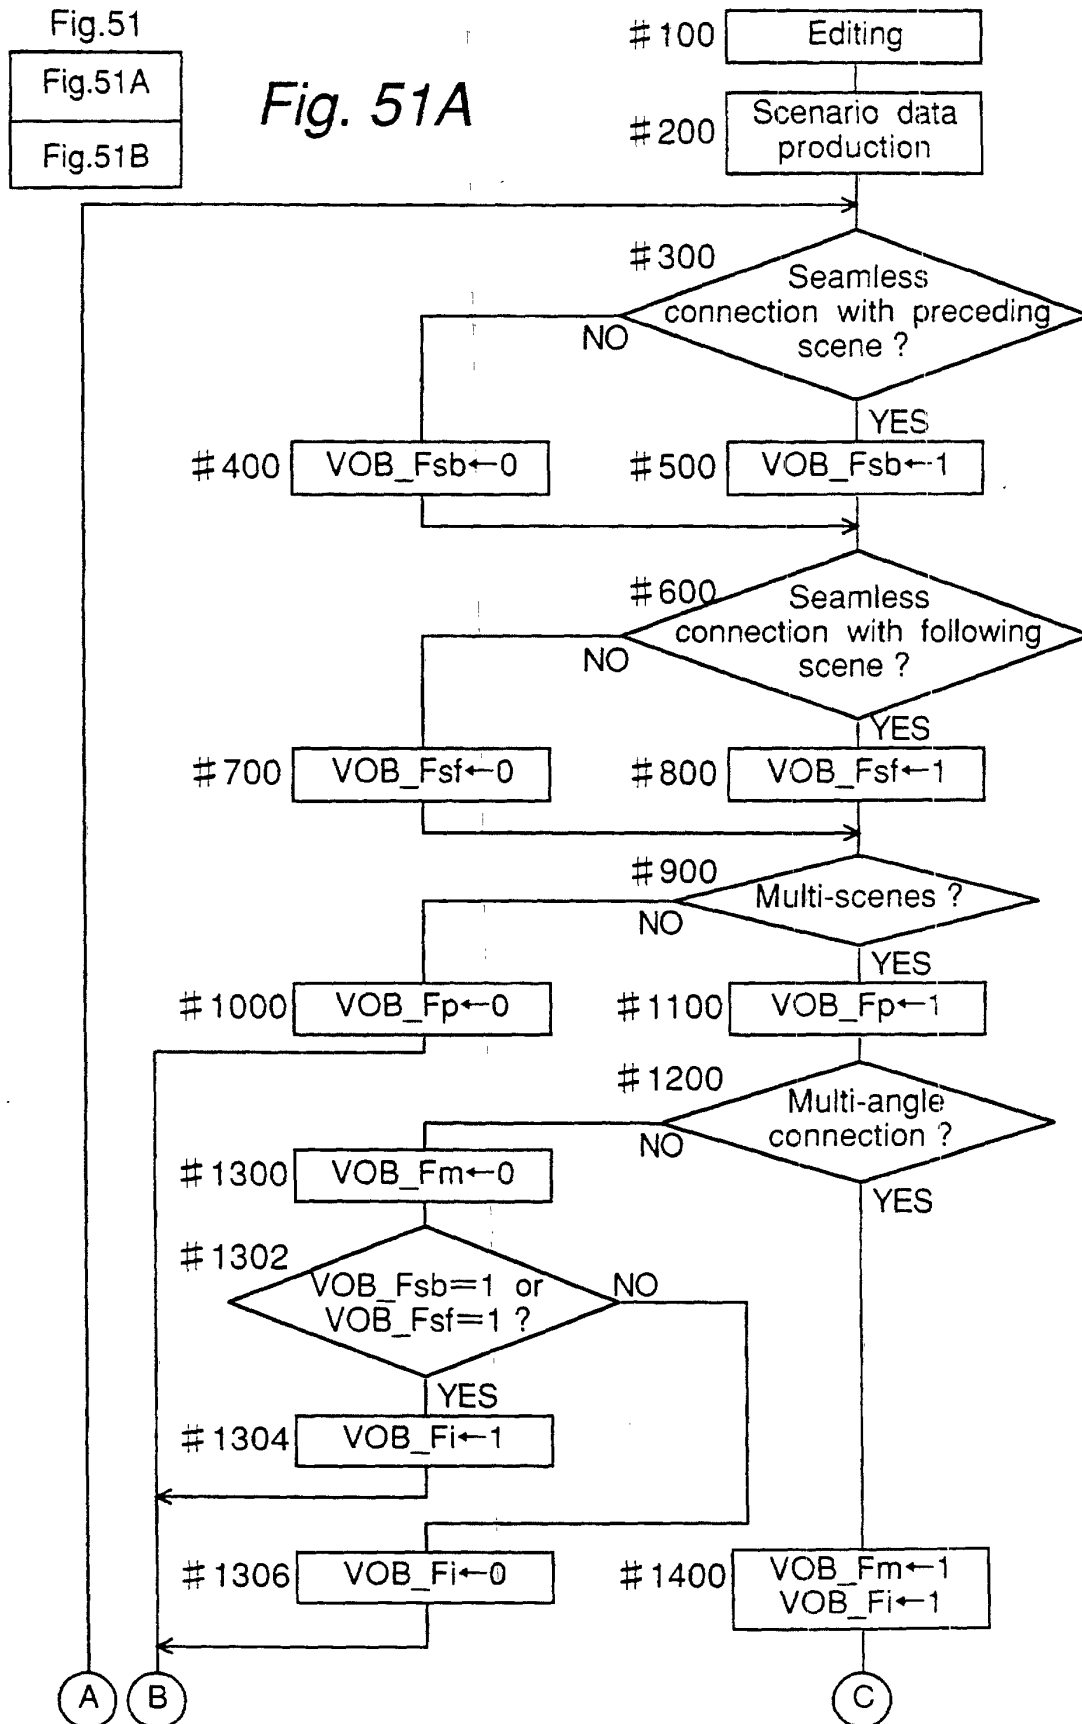 Fig.51
Fig.51A
Fig.51B
Fig. 51A
#100
Editing
#200
Scenario data
production
#300
Seamless
connection with preceding
scene ?
NO
YES
#400
VOB_Fsb←0
#500
VOB_Fsb←1
#600
Seamless
connection with following
scene ?
NO
YES
#700
VOB_Fsf←0
#800
VOB_Fsf←1
#900
Multi-scenes ?
NO
YES
#1000
VOB_Fp←0
#1100
VOB_Fp←1
#1200
Multi-angle
connection ?
NO
YES
#1300
VOB_Fm←0
#1302
VOB_Fsb=1 or
VOB_Fsf=1 ?
NO
YES
#1304
VOB_Fi←1
#1306
VOB_Fi←0
#1400
VOB_Fm←1
VOB_Fi←1
A
B
C